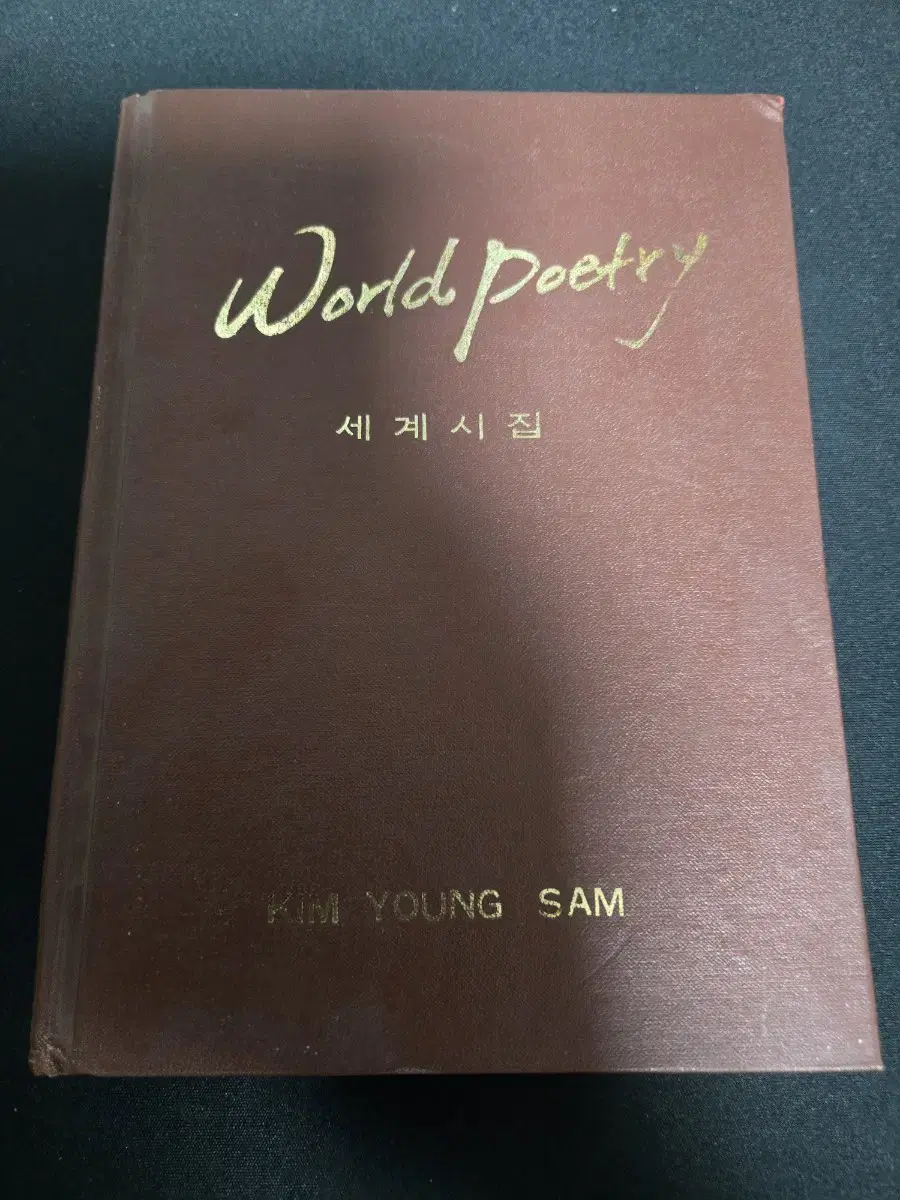 World Poetry
세계시집
KIM YOUNG SAM